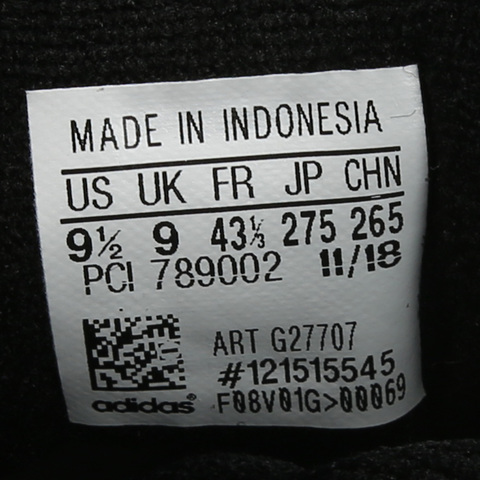 MADE IN INDONESIA
US UK FR JP CHN
9½ 9 43⅓ 275 265
PCI 789002 11/18
ART G27707
#121515545
adidas® F08V01G>00069